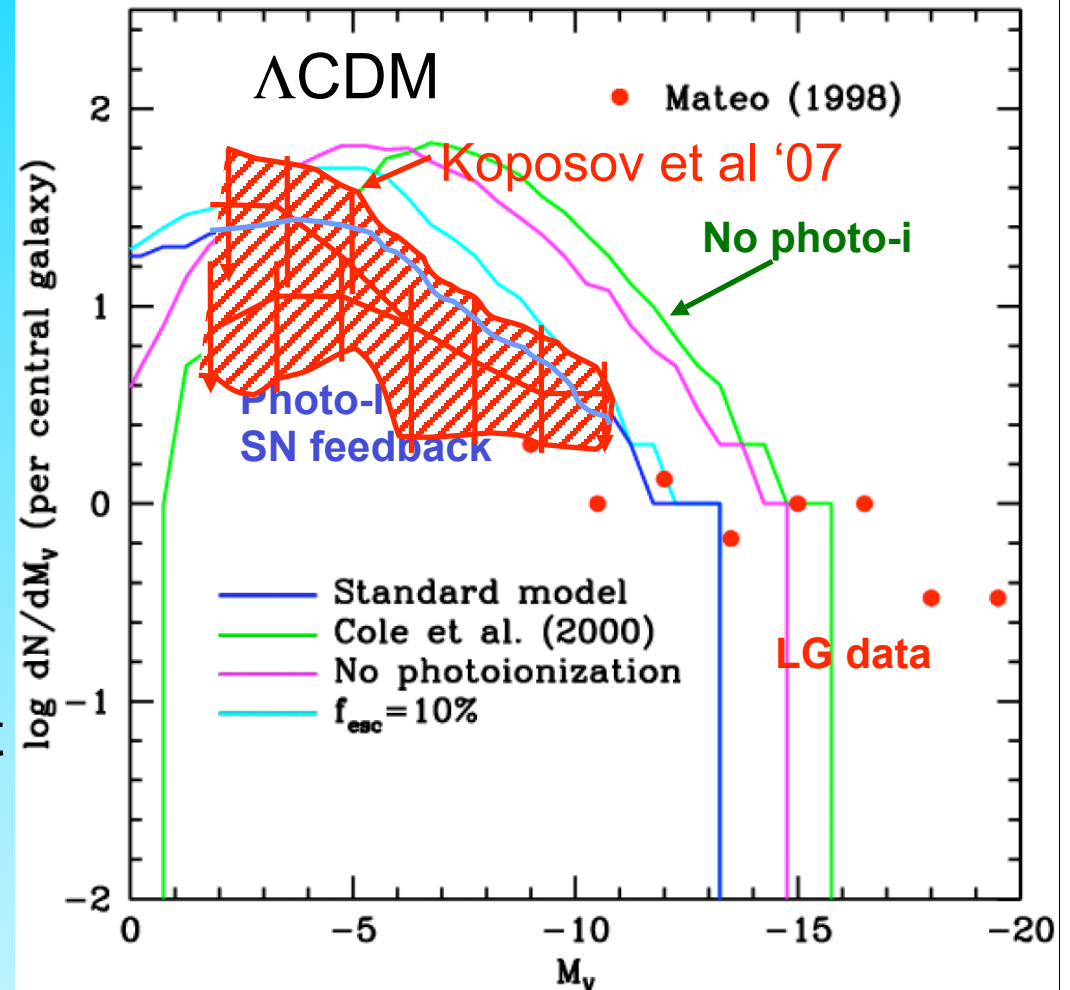 ΛCDM
Mateo (1998)
Koposov et al ‘07
No photo-i
Photo-I
SN feedback
Standard model
Cole et al. (2000)
No photoionization
f_esc=10%
LG data
log dN/dM_V (per central galaxy)
2
1
0
−1
−2
0
−5
−10
−15
−20
M_V